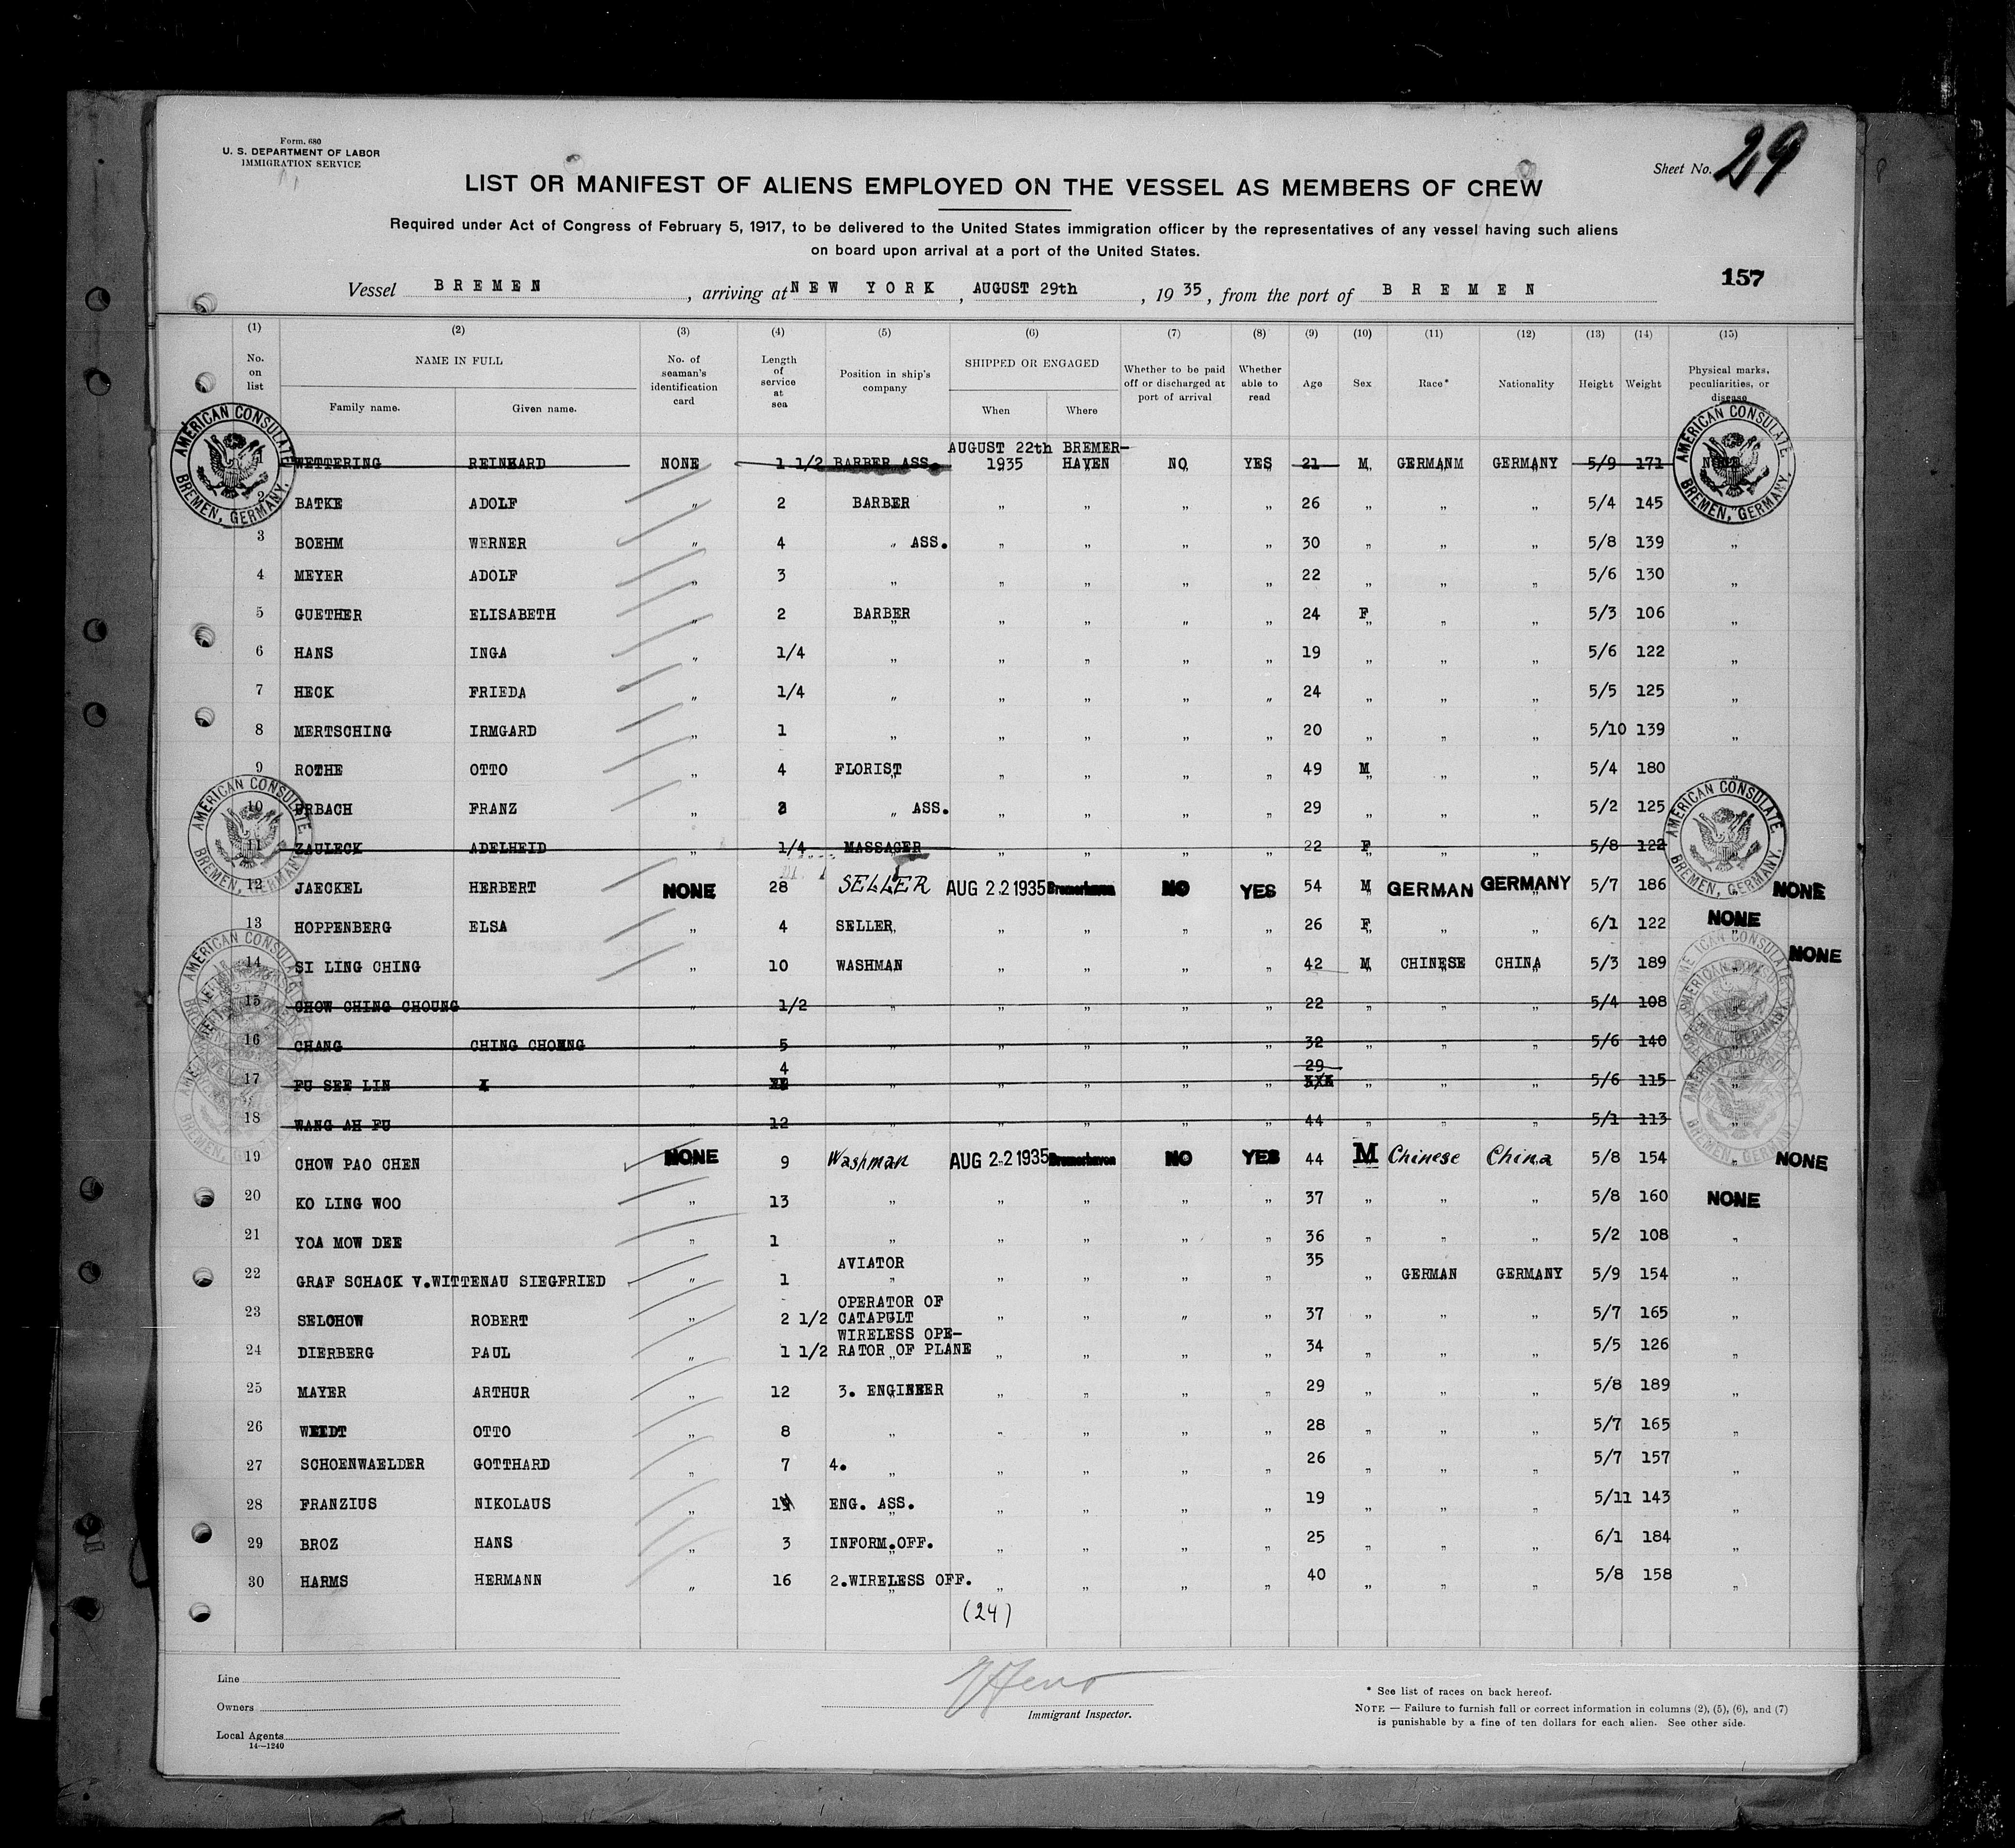 Form. 680
U. S. DEPARTMENT OF LABOR
IMMIGRATION SERVICE
Sheet No. 29
LIST OR MANIFEST OF ALIENS EMPLOYED ON THE VESSEL AS MEMBERS OF CREW
Required under Act of Congress of February 5, 1917, to be delivered to the United States immigration officer by the representatives of any vessel having such aliens
on board upon arrival at a port of the United States.
157
Vessel BREMEN, arriving at NEW YORK, AUGUST 29th, 1935, from the port of BREMEN
(1) (2) (3) (4) (5) (6) (7) (8) (9) (10) (11) (12) (13) (14) (15)
No. on list NAME IN FULL Family name. Given name. No. of seaman's identification card Length of service at sea Position in ship's company SHIPPED OR ENGAGED When Where Whether to be paid off or discharged at port of arrival Whether able to read Age Sex Race* Nationality Height Weight Physical marks, peculiarities, or disease
AMERICAN CONSULATE BREMEN, GERMANY.
AMERICAN CONSULATE BREMEN, GERMANY.
1 WETTERING REINHARD NONE 1 1/2 BARBER ASS. AUGUST 22th 1935 BREMER-HAVEN NO YES 21 M GERMANM GERMANY 5/9 171
2 BATKE ADOLF " 2 BARBER " " " " 26 " " " 5/4 145
3 BOEHM WERNER " 4 " ASS. " " " " 30 " " " 5/8 139 "
4 MEYER ADOLF " 3 " " " " " 22 " " " 5/6 130 "
5 GUETHER ELISABETH " 2 BARBER " " " " 24 F " " 5/3 106 "
6 HANS INGA " 1/4 " " " " " 19 " " " 5/6 122 "
7 HECK FRIEDA " 1/4 " " " " " 24 " " " 5/5 125 "
8 MERTSCHING IRMGARD " 1 " " " " " 20 " " " 5/10 139 "
9 ROTHE OTTO " 4 FLORIST " " " " 49 M " " 5/4 180 "
AMERICAN CONSULATE BREMEN, GERMANY.
AMERICAN CONSULATE BREMEN, GERMANY.
10 ERBACH FRANZ " " ASS. " " " " 29 " " " 5/2 125
11 ZAULECK ADELHEID " 1/4 MASSAGER " " " " 22 F " " 5/8 122
12 JAECKEL HERBERT NONE 28 SELLER AUG 22 1935 Bremerhaven NO YES 54 M GERMAN GERMANY 5/7 186 NONE
13 HOPPENBERG ELSA " 4 SELLER " " " " 26 F " " 6/1 122 NONE
14 SI LING CHING " 10 WASHMAN " " " " 42 M CHINESE CHINA 5/3 189 NONE
15 CHOW CHING CHOUNG " 1/2 " " " " " 22 " " " 5/4 108
16 CHANG CHING CHOUNG " 5 " " " " " 32 " " " 5/6 140
17 FU SEE LIN " 4 " " " " " 29 " " " 5/6 115
18 WANG AH FU " 12 " " " " " 44 " " " 5/1 113
19 CHOW PAO CHEN NONE 9 Washman AUG 22 1935 Bremerhaven NO YES 44 M Chinese China 5/8 154 NONE
20 KO LING WOO " 13 " " " " " 37 " " " 5/8 160 NONE
21 YOA MOW DEE " 1 " " " " " 36 " " " 5/2 108 "
22 GRAF SCHACK V.WITTENAU SIEGFRIED " 1 AVIATOR " " " " 35 " GERMAN GERMANY 5/9 154 "
23 SELCHOW ROBERT " 2 1/2 OPERATOR OF CATAPULT " " " " 37 " " " 5/7 165 "
24 DIERBERG PAUL " 1 1/2 WIRELESS OPE-RATOR OF PLANE " " " " 34 " " " 5/5 126 "
25 MAYER ARTHUR " 12 3. ENGINEER " " " " 29 " " " 5/8 189 "
26 WEIDT OTTO " 8 " " " " " 28 " " " 5/7 165 "
27 SCHOENWAELDER GOTTHARD " 7 4. " " " " " 26 " " " 5/7 157 "
28 FRANZIUS NIKOLAUS " ENG. ASS. " " " " 19 " " " 5/11 143 "
29 BROZ HANS " 3 INFORM.OFF. " " " " 25 " " " 6/1 184 "
30 HARMS HERMANN " 16 2.WIRELESS OFF. " " " " 40 " " " 5/8 158 "
(24)
Line
Owners
Local Agents
14—1240
Immigrant Inspector.
* See list of races on back hereof.
NOTE — Failure to furnish full or correct information in columns (2), (5), (6), and (7)
is punishable by a fine of ten dollars for each alien. See other side.